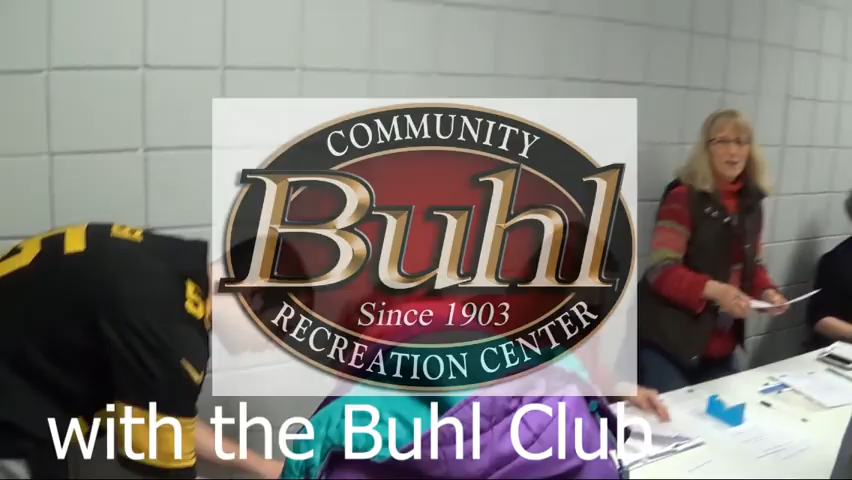 COMMUNITY
Buhl
Since 1903
RECREATION CENTER
with the Buhl Club